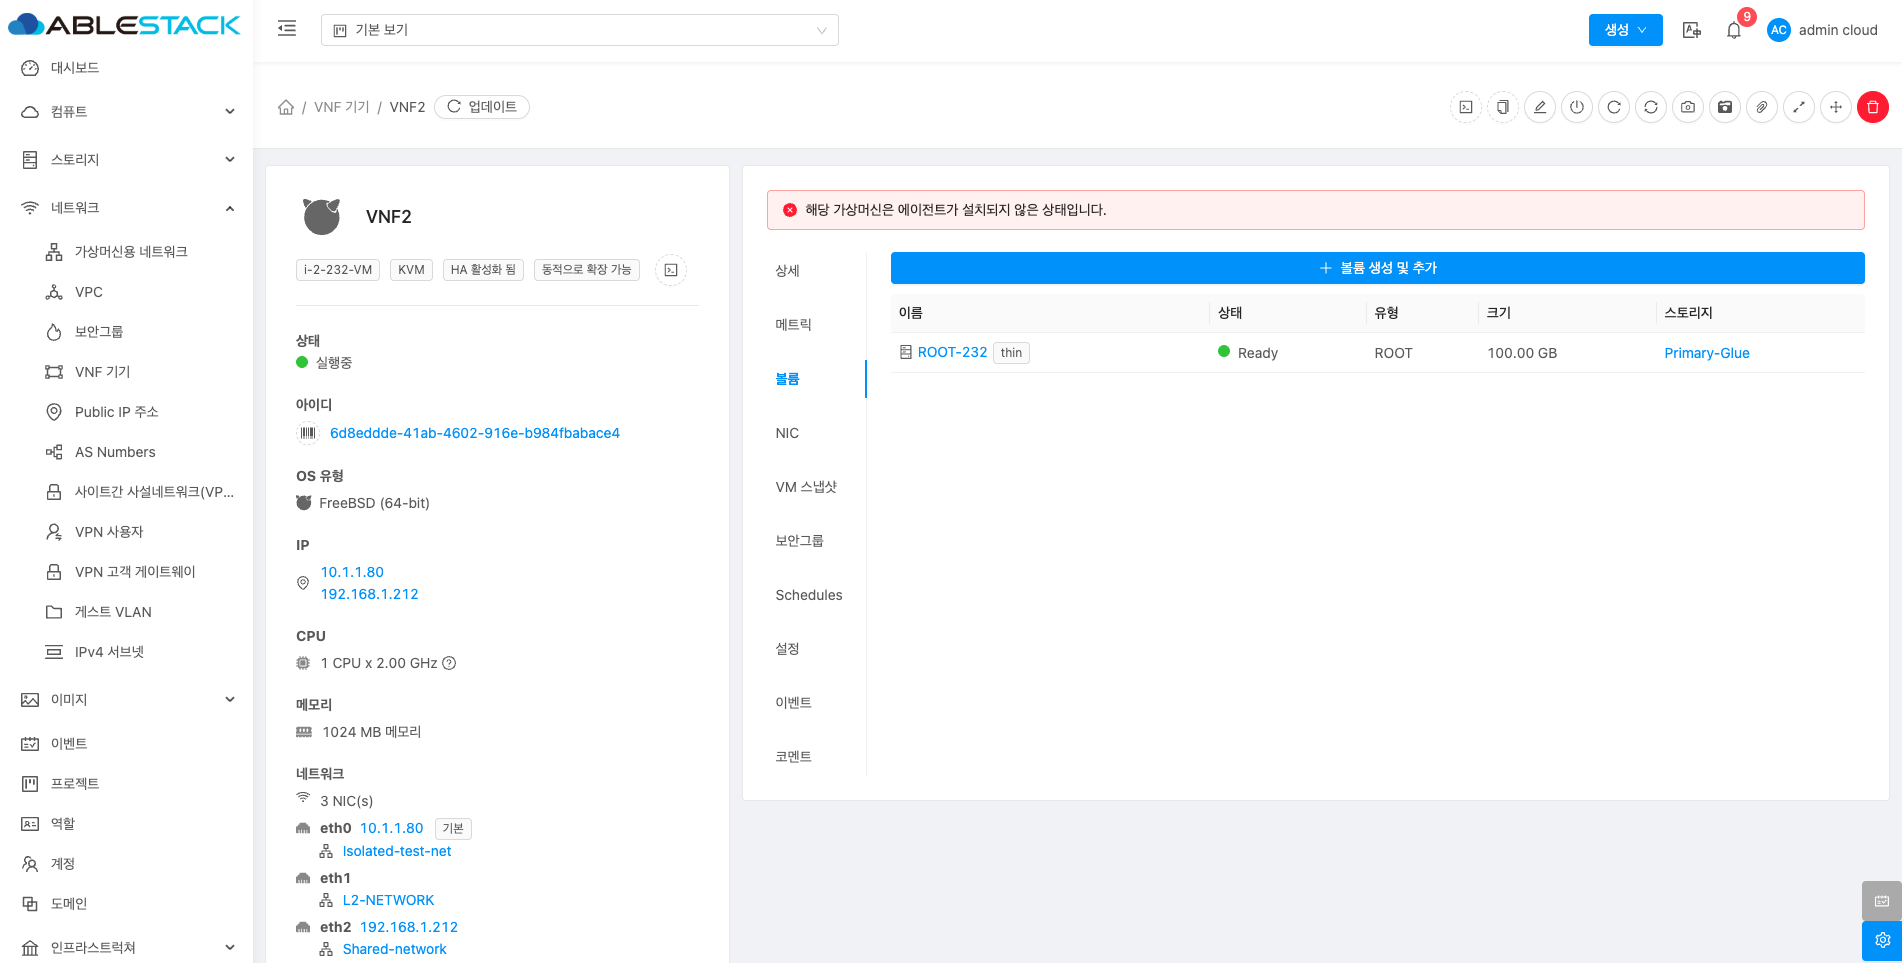 ABLESTACK
기본 보기
생성
9
AC
admin cloud
대시보드
컴퓨트
스토리지
네트워크
가상머신용 네트워크
VPC
보안그룹
VNF 기기
Public IP 주소
AS Numbers
사이트간 사설네트워크(VP...
VPN 사용자
VPN 고객 게이트웨이
게스트 VLAN
IPv4 서브넷
이미지
이벤트
프로젝트
역할
계정
도메인
인프라스트럭쳐
/ VNF 기기 / VNF2
업데이트
VNF2
i-2-232-VM
KVM
HA 활성화 됨
동적으로 확장 가능
상태
실행중
아이디
6d8eddde-41ab-4602-916e-b984fbabace4
OS 유형
FreeBSD (64-bit)
IP
10.1.1.80
192.168.1.212
CPU
1 CPU x 2.00 GHz
메모리
1024 MB 메모리
네트워크
3 NIC(s)
eth0 10.1.1.80 기본
Isolated-test-net
eth1
L2-NETWORK
eth2 192.168.1.212
Shared-network
해당 가상머신은 에이전트가 설치되지 않은 상태입니다.
상세
메트릭
볼륨
NIC
VM 스냅샷
보안그룹
Schedules
설정
이벤트
코멘트
볼륨 생성 및 추가
이름 상태 유형 크기 스토리지
ROOT-232 thin Ready ROOT 100.00 GB Primary-Glue